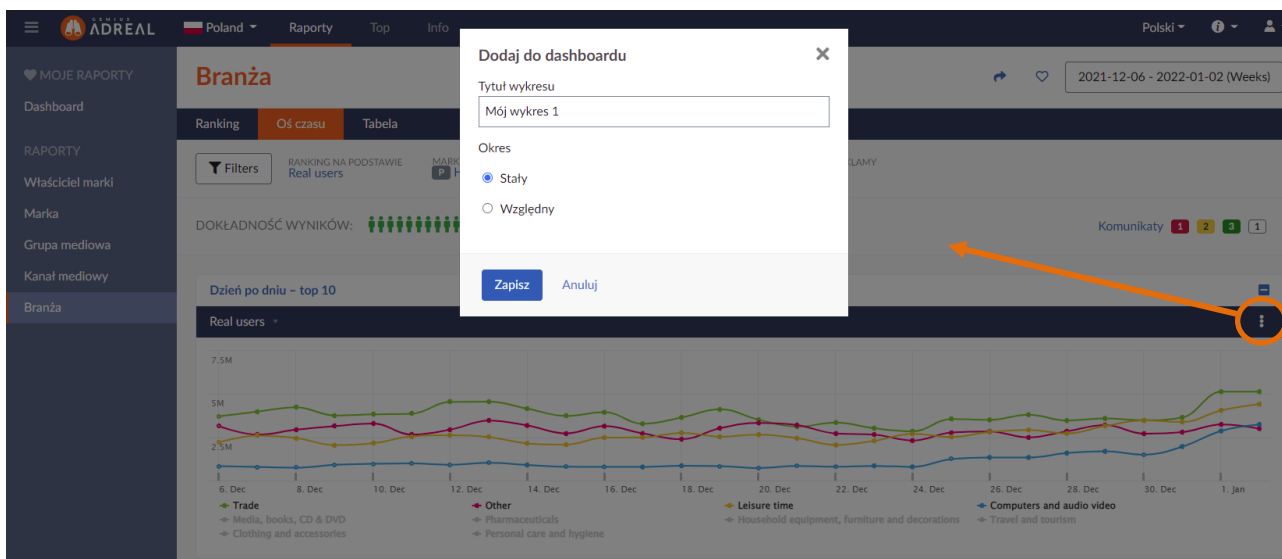 GEMIUS
ADREAL
Poland
Raporty
Top
Info
Polski
MOJE RAPORTY
Dashboard
RAPORTY
Właściciel marki
Marka
Grupa mediowa
Kanał mediowy
Branża
Branża
2021-12-06 - 2022-01-02 (Weeks)
Ranking
Oś czasu
Tabela
Filters
RANKING NA PODSTAWIE
Real users
P
DOKŁADNOŚĆ WYNIKÓW:
Komunikaty 1 2 3 1
Dodaj do dashboardu
Tytuł wykresu
Mój wykres 1
Okres
Stały
Względny
Zapisz
Anuluj
Dzień po dniu – top 10
Real users
7.5M
5M
2.5M
6. Dec 8. Dec 10. Dec 12. Dec 14. Dec 16. Dec 18. Dec 20. Dec 22. Dec 24. Dec 26. Dec 28. Dec 30. Dec 1. Jan
Trade Other Leisure time Computers and audio video
Media, books, CD & DVD Pharmaceuticals Household equipment, furniture and decorations Travel and tourism
Clothing and accessories Personal care and hygiene